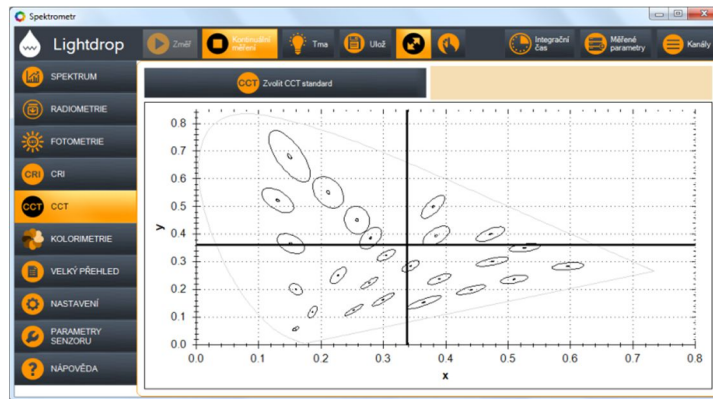 Spektrometr
Lightdrop
Změř
Kontinuální
měření
Tma
Ulož
Integrační
čas
Měřené
parametry
Kanály
SPEKTRUM
RADIOMETRIE
FOTOMETRIE
CRI CRI
CCT CCT
KOLORIMETRIE
VELKÝ PŘEHLED
NASTAVENÍ
PARAMETRY
SENZORU
? NÁPOVĚDA
CCT Zvolit CCT standard
0.8
0.7
0.6
0.5
0.4
0.3
0.2
0.1
0.0
y
0.0 0.1 0.2 0.3 0.4 0.5 0.6 0.7 0.8
x